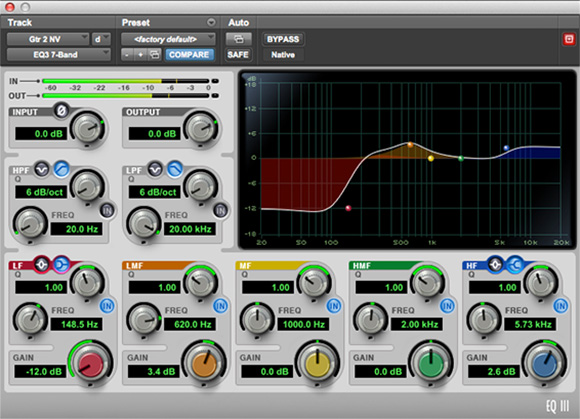 Track Preset Auto
Gtr 2 NV d <factory default> BYPASS
EQ3 7-Band - + COMPARE SAFE Native
IN
-60 -36 -24 -12 -6 -3 0
OUT
dB
+18
+12
+6
0
-6
-12
-18
20 50 100 500 1k 5k 10k 20k
INPUT Ø OUTPUT
0.0 dB 0.0 dB
HPF LPF
Q Q
6 dB/oct 6 dB/oct
IN IN
FREQ FREQ
20.0 Hz 20.00 kHz
LF LMF MF HMF HF
Q Q Q Q Q
1.00 1.00 1.00 1.00 1.00
IN IN IN IN IN
FREQ FREQ FREQ FREQ FREQ
148.5 Hz 620.0 Hz 1000.0 Hz 2.00 kHz 5.73 kHz
GAIN GAIN GAIN GAIN GAIN
-12.0 dB 3.4 dB 0.0 dB 0.0 dB 2.6 dB
EQ III